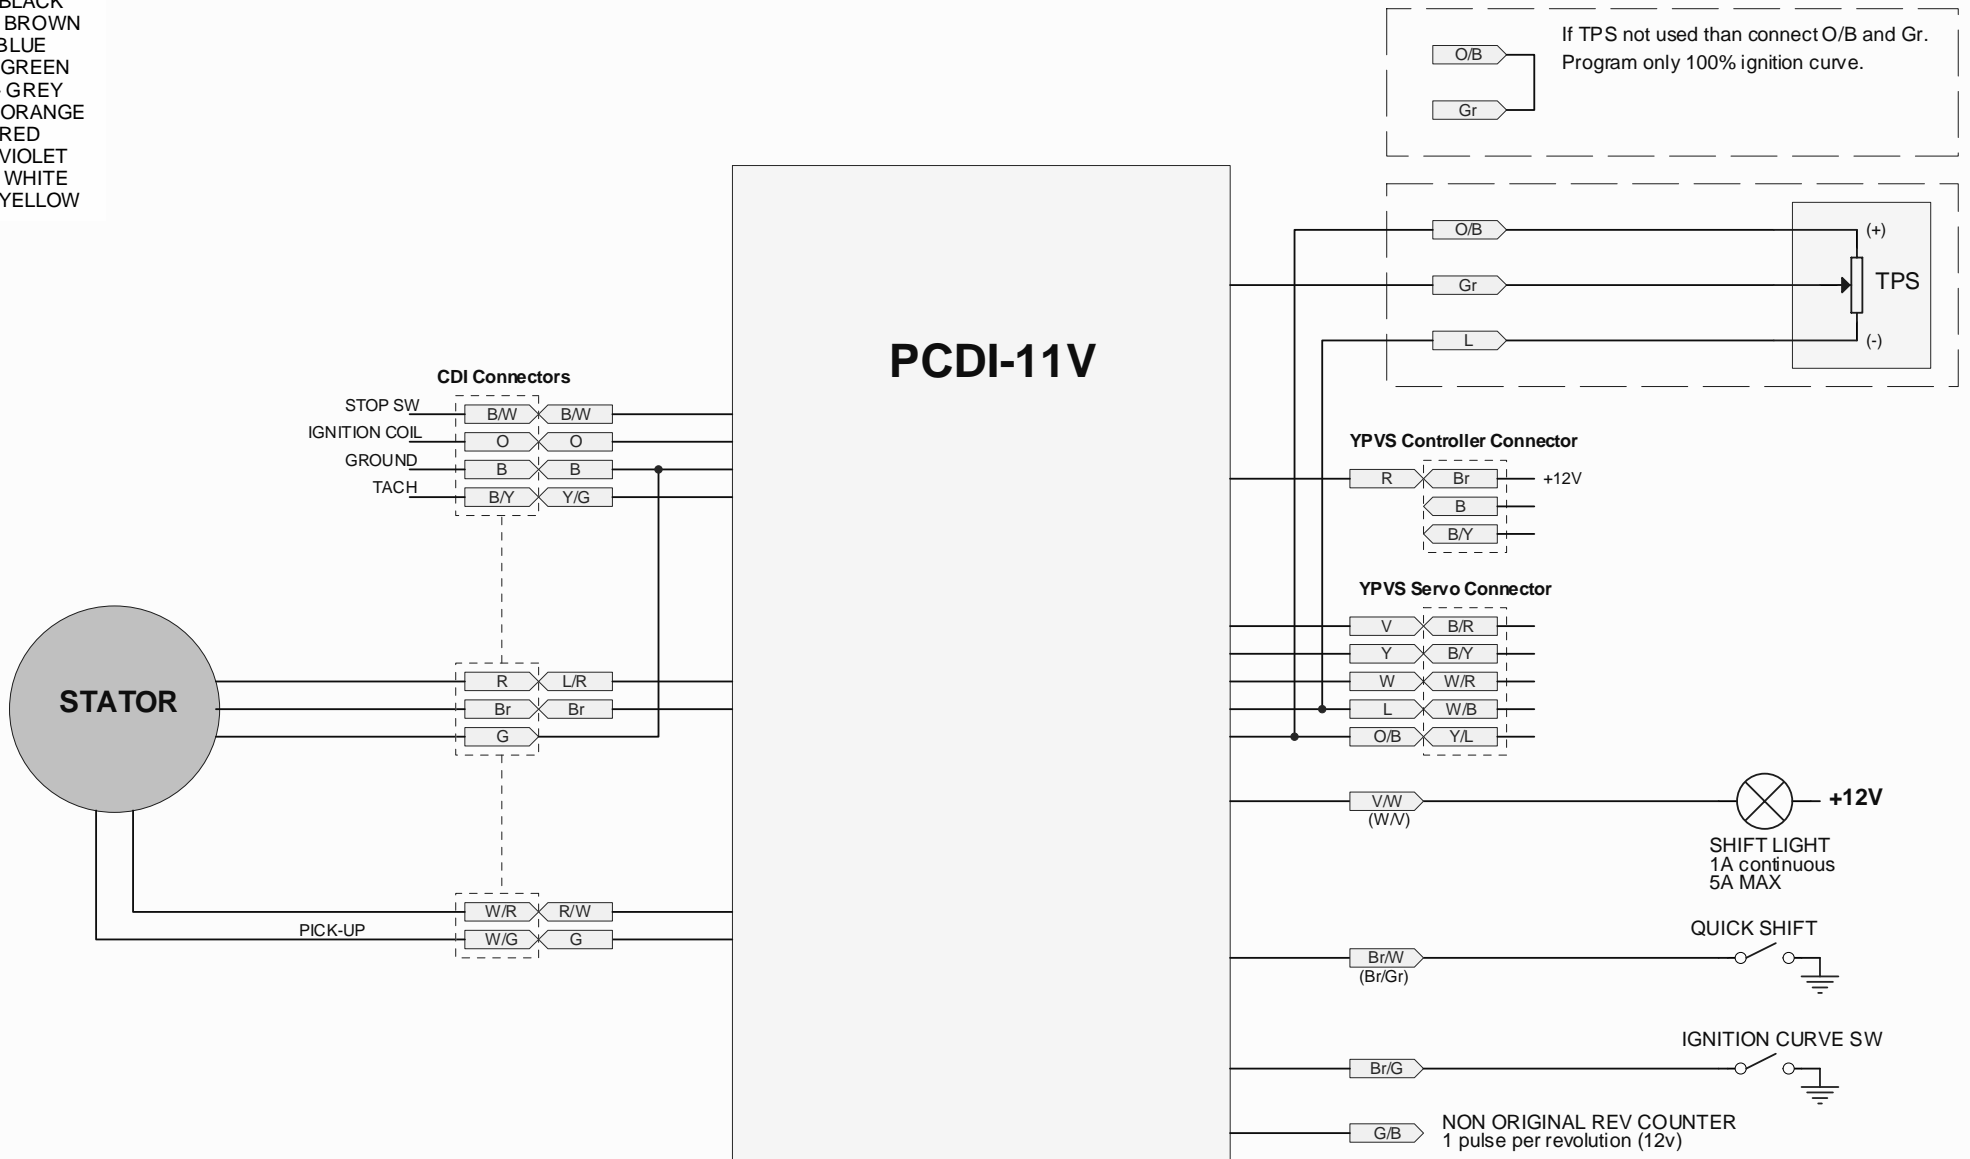 BLACK
BROWN
BLUE
GREEN
- GREY
ORANGE
RED
VIOLET
WHITE
YELLOW
O/B
Gr
If TPS not used than connect O/B and Gr.
Program only 100% ignition curve.
O/B
Gr
L
(+)
TPS
(-)
PCDI-11V
CDI Connectors
STOP SW
B/W B/W
IGNITION COIL
O O
GROUND
B B
TACH
B/Y Y/G
STATOR
R L/R
Br Br
G
PICK-UP
W/R R/W
W/G G
YPVS Controller Connector
R Br +12V
B
B/Y
YPVS Servo Connector
V B/R
Y B/Y
W W/R
L W/B
O/B Y/L
V/W
(W/V)
+12V
SHIFT LIGHT
1A continuous
5A MAX
QUICK SHIFT
Br/W
(Br/Gr)
IGNITION CURVE SW
Br/G
G/B
NON ORIGINAL REV COUNTER
1 pulse per revolution (12v)